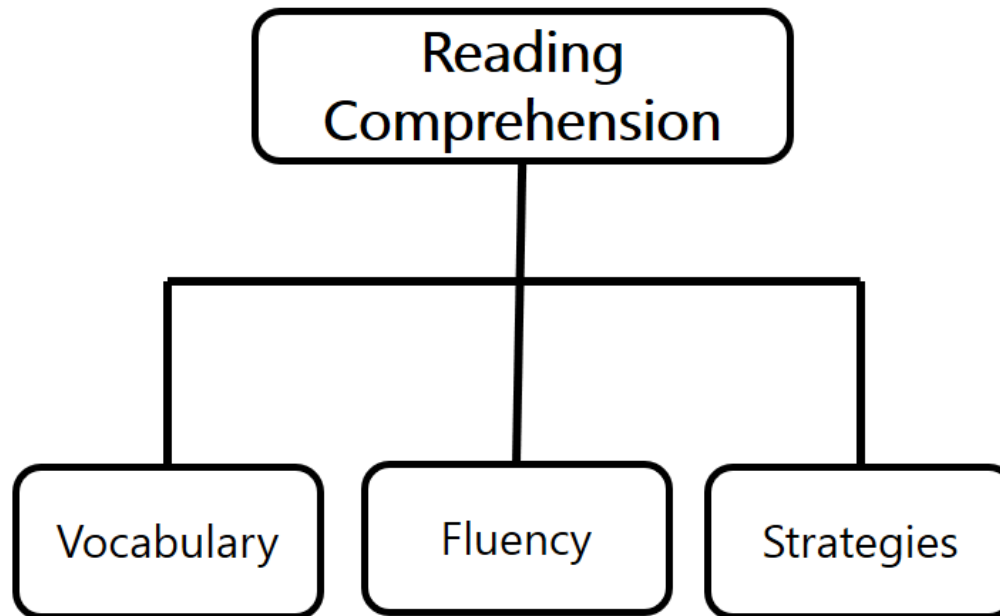 Reading
Comprehension
Vocabulary
Fluency
Strategies